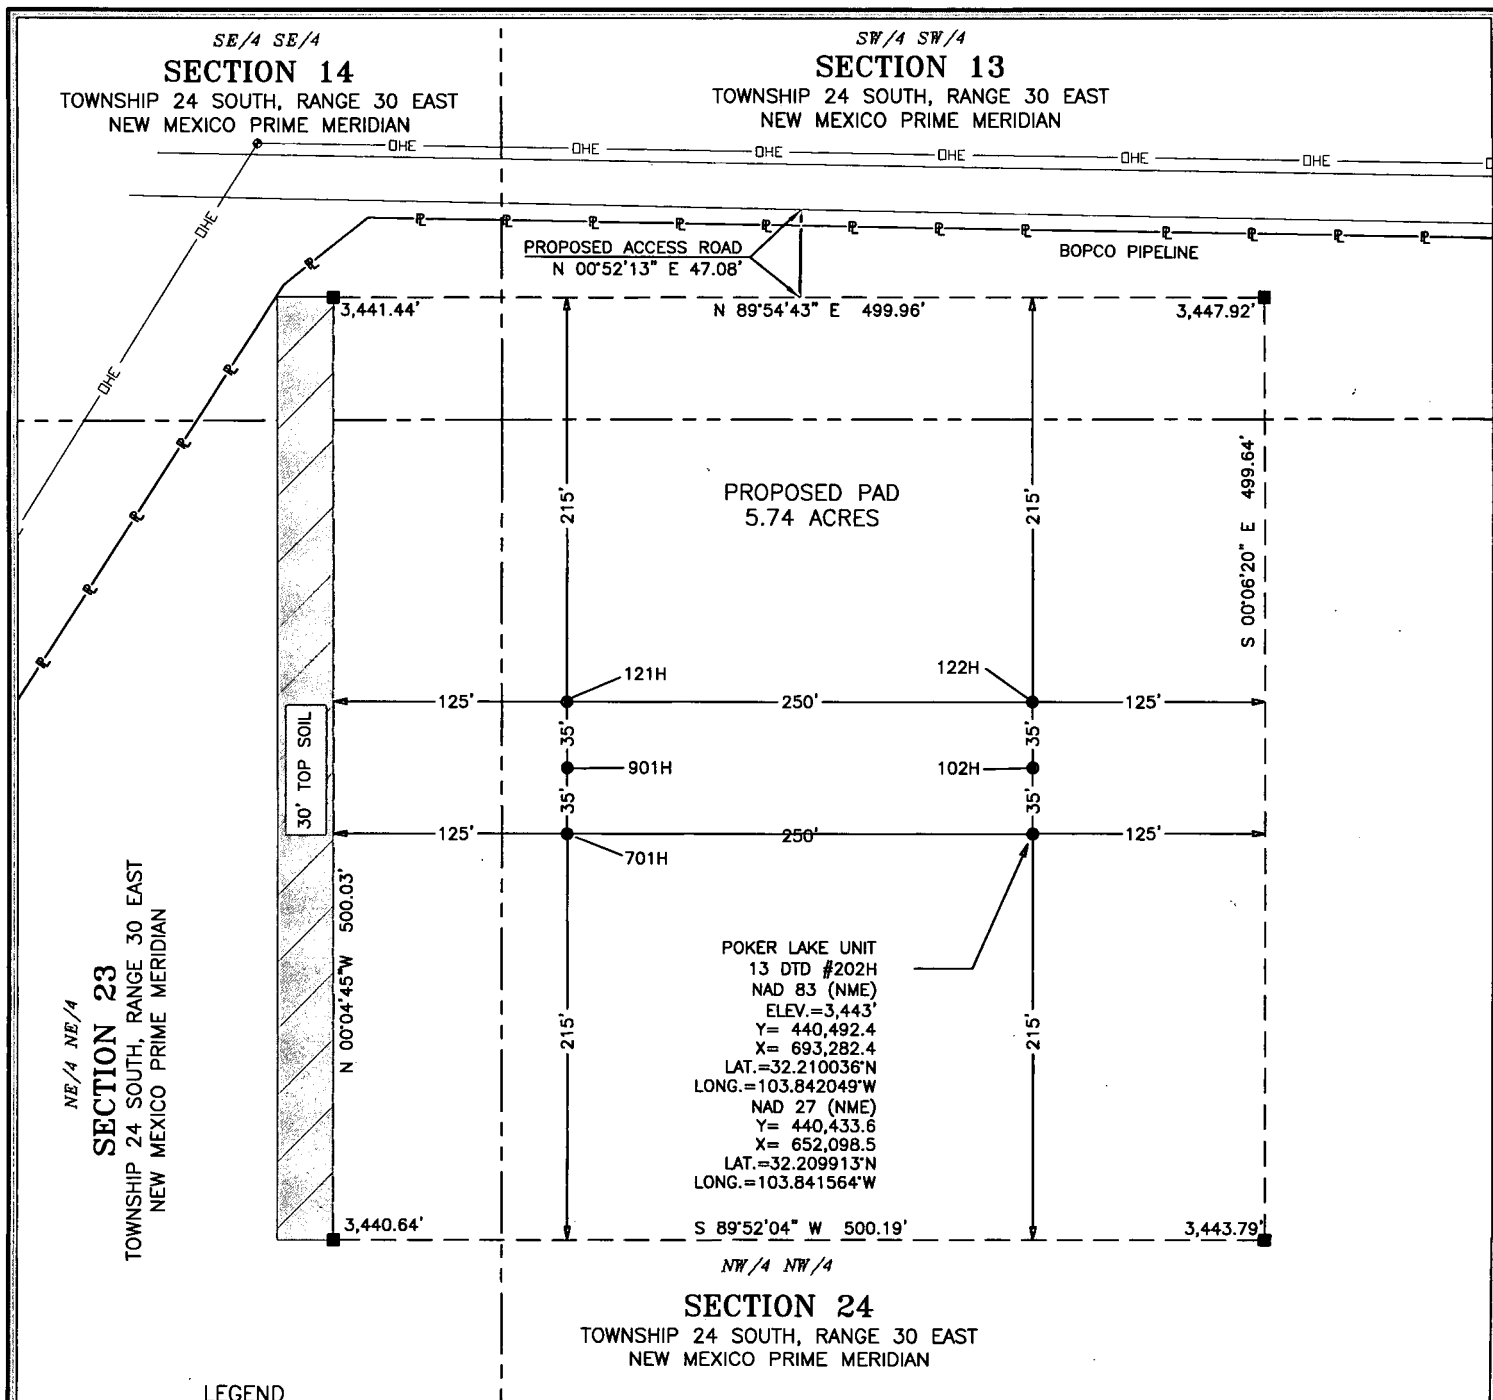 SE/4 SE/4
SECTION 14
TOWNSHIP 24 SOUTH, RANGE 30 EAST
NEW MEXICO PRIME MERIDIAN
SW/4 SW/4
SECTION 13
TOWNSHIP 24 SOUTH, RANGE 30 EAST
NEW MEXICO PRIME MERIDIAN
OHE OHE OHE OHE OHE OHE
OHE
OHE
PROPOSED ACCESS ROAD
N 00°52'13" E 47.08'
BOPCO PIPELINE
3,441.44'
N 89°54'43" E 499.96'
3,447.92'
S 00°06'20" E 499.64'
PROPOSED PAD
5.74 ACRES
215'
215'
121H
122H
125'
250'
125'
35'
35'
901H
102H
35'
35'
125'
250'
125'
701H
30' TOP SOIL
N 00°04'45"W 500.03'
215'
215'
POKER LAKE UNIT
13 DTD #202H
NAD 83 (NME)
ELEV.=3,443'
Y= 440,492.4
X= 693,282.4
LAT.=32.210036°N
LONG.=103.842049°W
NAD 27 (NME)
Y= 440,433.6
X= 652,098.5
LAT.=32.209913°N
LONG.=103.841564°W
NE/4 NE/4
SECTION 23
TOWNSHIP 24 SOUTH, RANGE 30 EAST
NEW MEXICO PRIME MERIDIAN
3,440.64'
S 89°52'04" W 500.19'
3,443.79'
NW/4 NW/4
SECTION 24
TOWNSHIP 24 SOUTH, RANGE 30 EAST
NEW MEXICO PRIME MERIDIAN
LEGEND